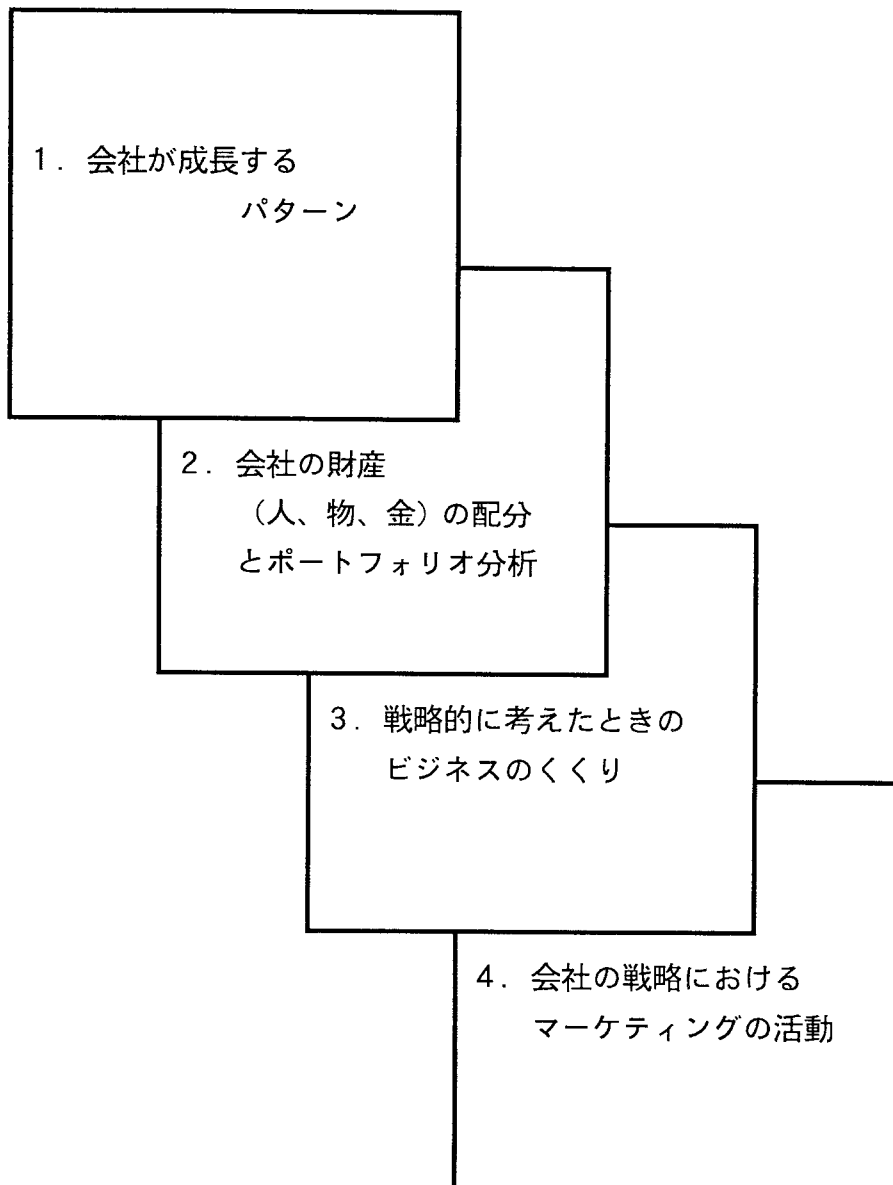 1. 会社が成長する
パターン
2. 会社の財産
（人、物、金）の配分
とポートフォリオ分析
3. 戦略的に考えたときの
ビジネスのくくり
4. 会社の戦略における
マーケティングの活動